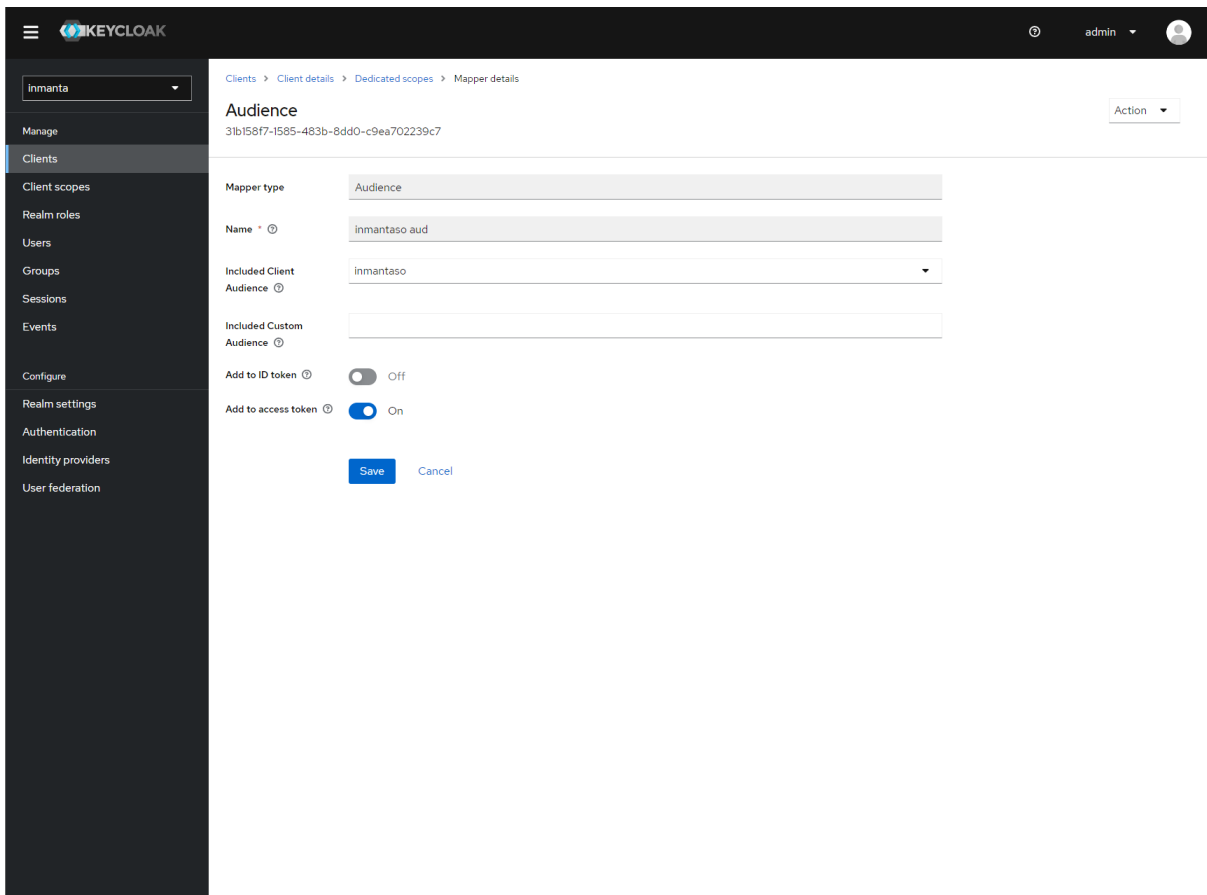 KEYCLOAK
admin
inmanta
Manage
Clients
Client scopes
Realm roles
Users
Groups
Sessions
Events
Configure
Realm settings
Authentication
Identity providers
User federation
Clients > Client details > Dedicated scopes > Mapper details
Audience
31b158f7-1585-483b-8dd0-c9ea702239c7
Action
Mapper type
Audience
Name *
inmantaso aud
Included Client
Audience
inmantaso
Included Custom
Audience
Add to ID token
Off
Add to access token
On
Save
Cancel